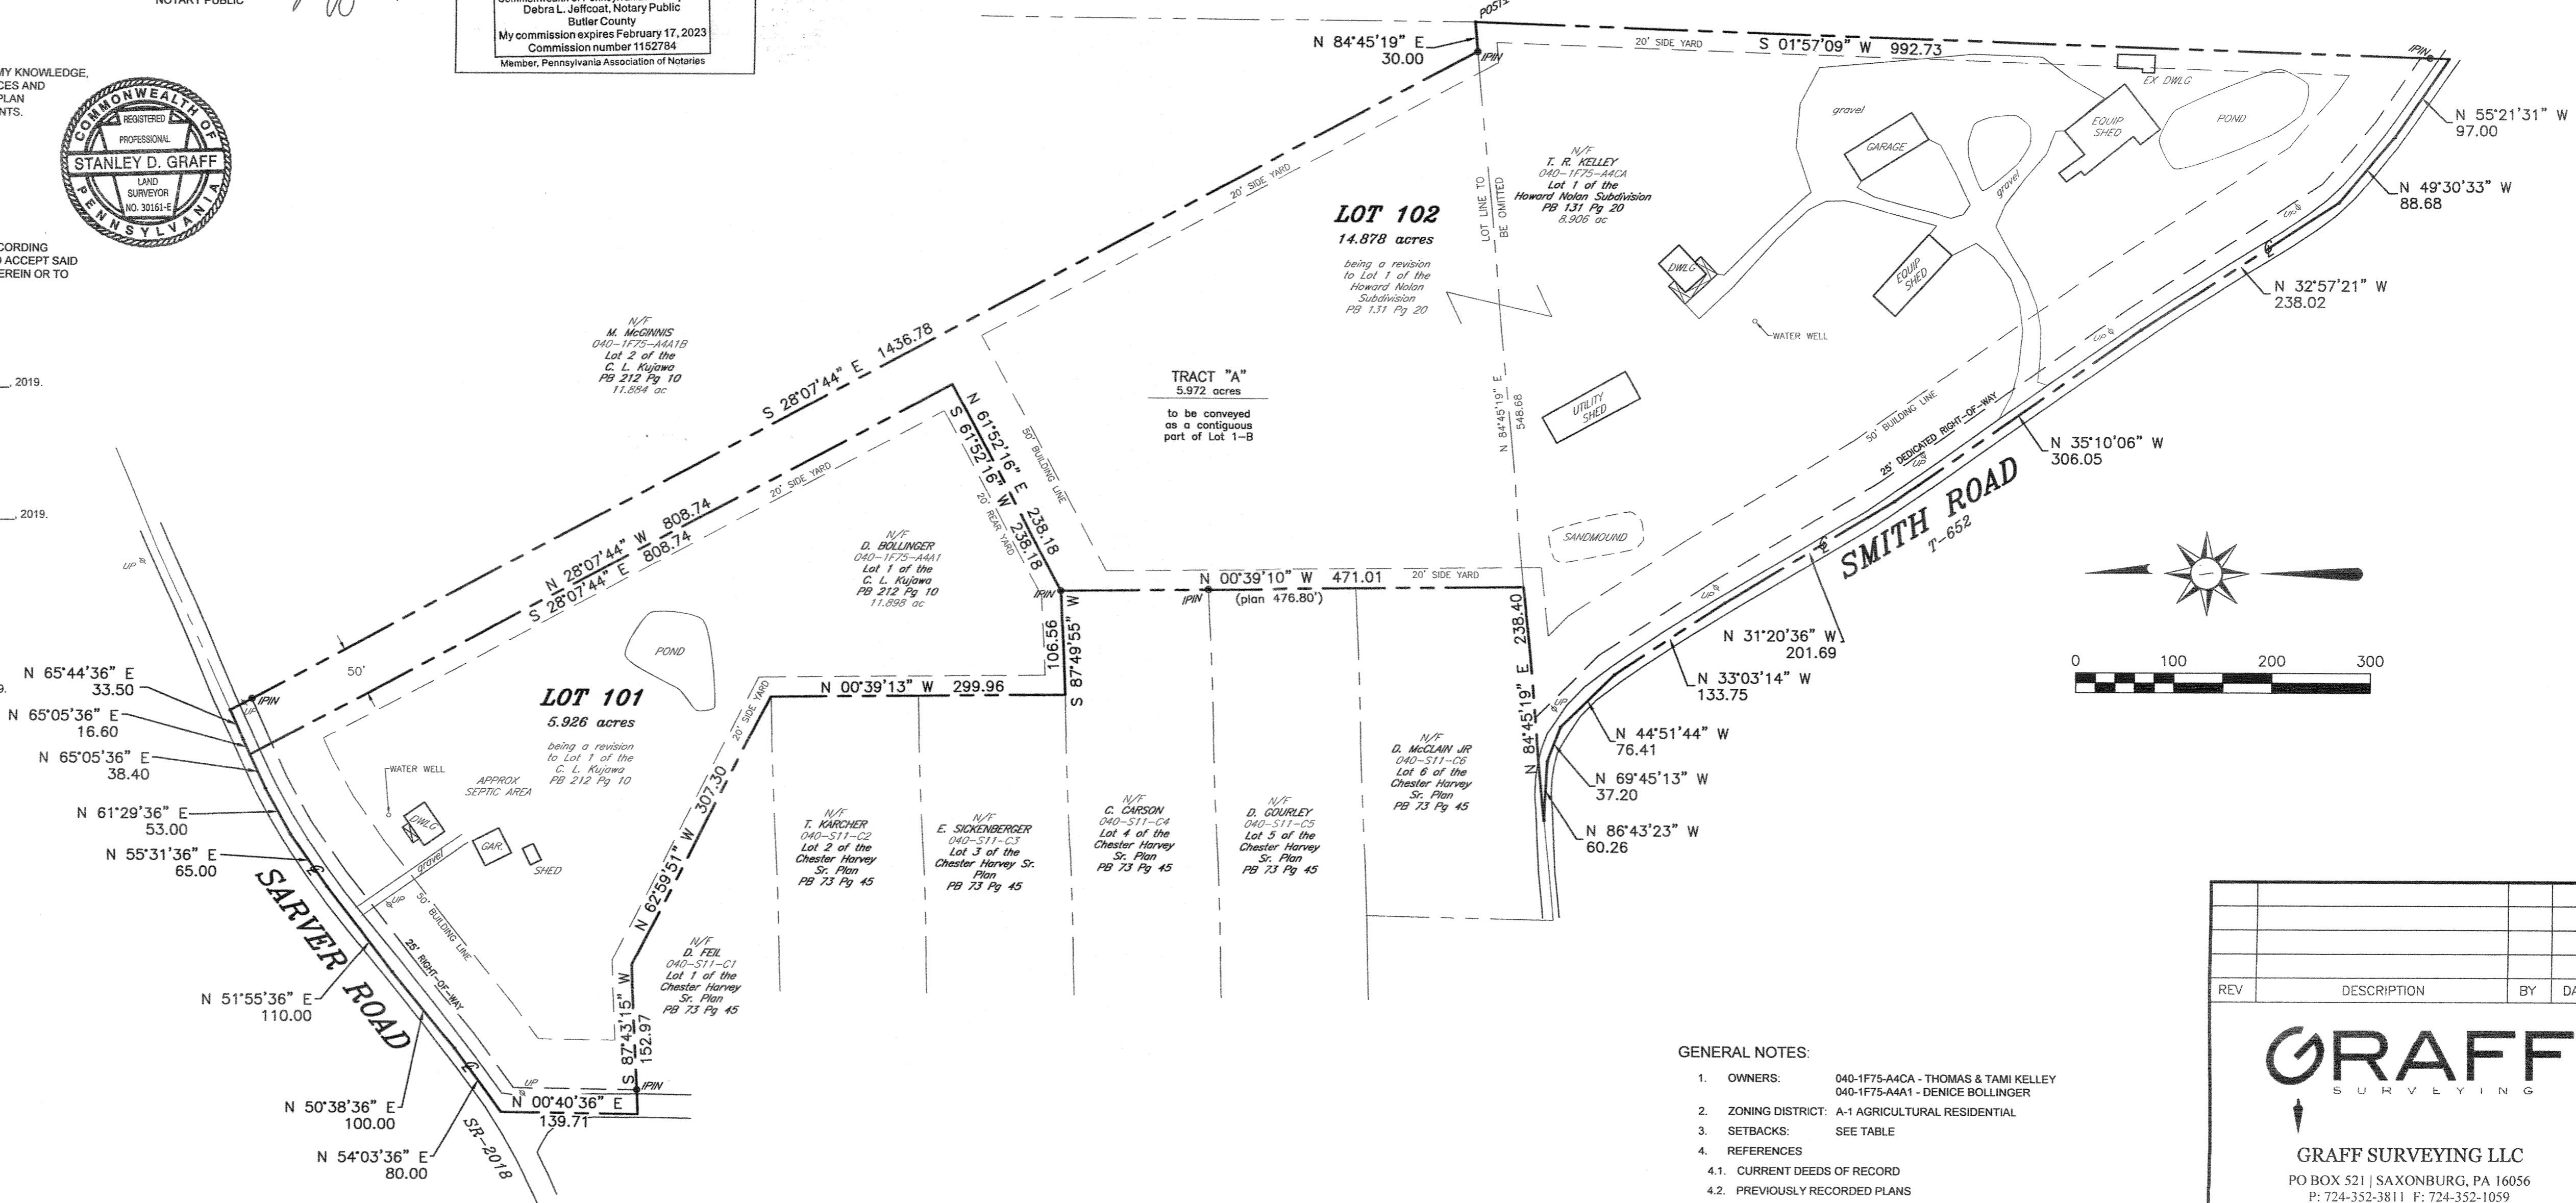 NOTARY PUBLIC
Debra L. Jeffcoat, Notary Public
Butler County
My commission expires February 17, 2023
Commission number 1152784
Member, Pennsylvania Association of Notaries
MY KNOWLEDGE,
CES AND
PLAN
NTS.
COMMONWEALTH OF
REGISTERED
PROFESSIONAL
STANLEY D. GRAFF
LAND
SURVEYOR
NO. 30161-E
PENNSYLVANIA
CORDING
ACCEPT SAID
EREIN OR TO
, 2019.
, 2019.
N 84°45'19" E
30.00
POST
IPIN
20' SIDE YARD
S 01°57'09" W 992.73
IPIN
EX DWLG
POND
EQUIP
SHED
gravel
GARAGE
gravel
EQUIP
SHED
DWLG
WATER WELL
UTILITY
SHED
SANDMOUND
N 55°21'31" W
97.00
N 49°30'33" W
88.68
N 32°57'21" W
238.02
N 35°10'06" W
306.05
N 31°20'36" W
201.69
N 33°03'14" W
133.75
N 44°51'44" W
76.41
N 69°45'13" W
37.20
N 86°43'23" W
60.26
UP
UP
UP
UP
UP
50' BUILDING LINE
25' DEDICATED RIGHT-OF-WAY
SMITH ROAD
T-652
N/F
T. R. KELLEY
040-1F75-A4CA
Lot 1 of the
Howard Nolan Subdivision
PB 131 Pg 20
8.906 ac
LOT LINE TO
BE OMITTED
LOT 102
14.878 acres
being a revision
to Lot 1 of the
Howard Nolan
Subdivision
PB 131 Pg 20
20' SIDE YARD
S 28°07'44" E 1436.78
N/F
M. McGINNIS
040-1F75-A4A1B
Lot 2 of the
C. L. Kujawa
PB 212 Pg 10
11.884 ac
TRACT "A"
5.972 acres
to be conveyed
as a contiguous
part of Lot 1-B
N 84°45'19" E
548.68
N 61°52'16" E 238.18
S 61°52'16" W 238.18
50' BUILDING LINE
20' REAR YARD
20' SIDE YARD
N 28°07'44" W 808.74
S 28°07'44" E 808.74
N/F
D. BOLLINGER
040-1F75-A4A1
Lot 1 of the
C. L. Kujawa
PB 212 Pg 10
11.898 ac
IPIN
N 00°39'10" W 471.01
20' SIDE YARD
IPIN
(plan 476.80')
S 87°49'55" W
106.56
N 84°45'19" E 238.40
UP
50'
POND
N 65°44'36" E
33.50
IPIN
UP
N 65°05'36" E
16.60
N 65°05'36" E
38.40
N 61°29'36" E
53.00
N 55°31'36" E
65.00
N 51°55'36" E
110.00
N 50°38'36" E
100.00
N 54°03'36" E
80.00
SARVER ROAD
SR-2018
LOT 101
5.926 acres
being a revision
to Lot 1 of the
C. L. Kujawa
PB 212 Pg 10
WATER WELL
APPROX
SEPTIC AREA
DWLG
GAR.
SHED
gravel
UP
50' BUILDING LINE
25' RIGHT-OF-WAY
UP
N 00°40'36" E
139.71
IPIN
S 87°43'15" W
152.97
N 62°59'51" W 307.30
20' SIDE YARD
N 00°39'13" W 299.96
N/F
D. FEIL
040-S11-C1
Lot 1 of the
Chester Harvey
Sr. Plan
PB 73 Pg 45
N/F
T. KARCHER
040-S11-C2
Lot 2 of the
Chester Harvey
Sr. Plan
PB 73 Pg 45
N/F
E. SICKENBERGER
040-S11-C3
Lot 3 of the
Chester Harvey Sr.
Plan
PB 73 Pg 45
N/F
C. CARSON
040-S11-C4
Lot 4 of the
Chester Harvey
Sr. Plan
PB 73 Pg 45
N/F
D. GOURLEY
040-S11-C5
Lot 5 of the
Chester Harvey
Sr. Plan
PB 73 Pg 45
N/F
D. McCLAIN JR
040-S11-C6
Lot 6 of the
Chester Harvey
Sr. Plan
PB 73 Pg 45
0 100 200 300
GENERAL NOTES:
1. OWNERS: 040-1F75-A4CA - THOMAS & TAMI KELLEY
040-1F75-A4A1 - DENICE BOLLINGER
2. ZONING DISTRICT: A-1 AGRICULTURAL RESIDENTIAL
3. SETBACKS: SEE TABLE
4. REFERENCES
4.1. CURRENT DEEDS OF RECORD
4.2. PREVIOUSLY RECORDED PLANS
REV DESCRIPTION BY DA
GRAFF
SURVEYING
GRAFF SURVEYING LLC
PO BOX 521 | SAXONBURG, PA 16056
P: 724-352-3811 F: 724-352-1059